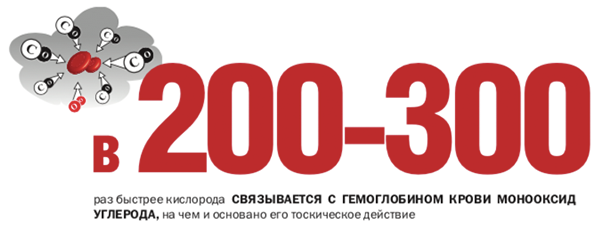 С О
С О
С О
С О
С О
С О
С О
О О
в 200-300
раз быстрее кислорода СВЯЗЫВАЕТСЯ С ГЕМОГЛОБИНОМ КРОВИ МОНООКСИД
УГЛЕРОДА, на чем и основано его тоскическое действие